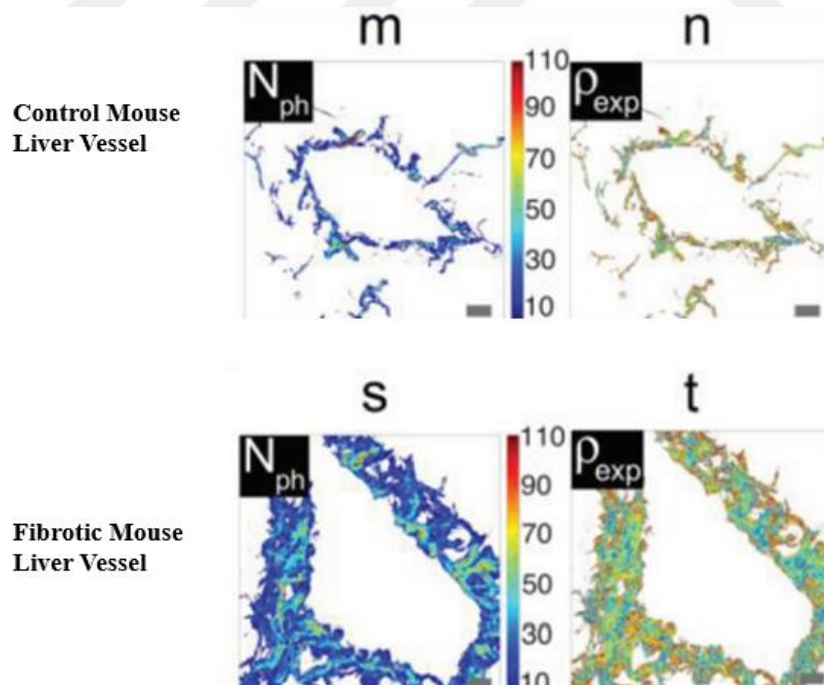 m
n
N ph
110
ρ exp
Control Mouse
Liver Vessel
90
70
50
30
10
s
t
N ph
110
ρ exp
90
Fibrotic Mouse
Liver Vessel
70
50
30
10